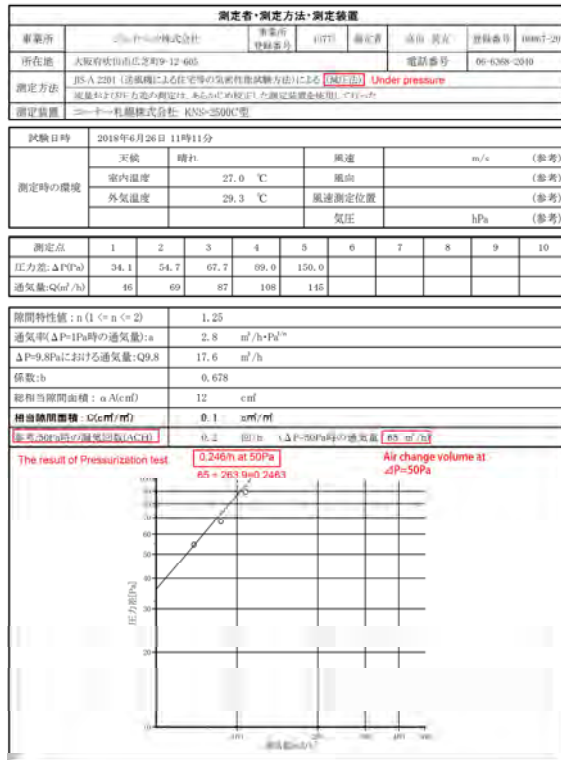 測定者・測定方法・測定装置
事業所 株式会社 事業所登録番号 測定者 登録番号
所在地 大阪府吹田市広芝町9-12-605 電話番号 06-6368-2040
測定方法 JIS A 2201 (送風機による住宅等の気密性能試験方法)による (減圧法) Under pressure
流量および圧力差の測定は、あらかじめ校正した測定装置を使用して行った
測定装置 コーナー札幌株式会社 KNS-2500C型
試験日時 2018年6月26日 11時11分
測定時の環境
天候 晴れ 風速 m/s (参考)
室内温度 27.0 ℃ 風向 (参考)
外気温度 29.3 ℃ 風速測定位置 (参考)
気圧 hPa (参考)
測定点 1 2 3 4 5 6 7 8 9 10
圧力差:ΔP(Pa) 34.1 54.7 67.7 89.0 150.0
通気量:Q(㎥/h) 46 69 87 108 145
隙間特性値:n (1 <= n <= 2) 1.25
通気率(ΔP=1Pa時の通気量):a 2.8 ㎥/h・Pa1/n
ΔP=9.8Paにおける通気量:Q9.8 17.6 ㎥/h
係数:b 0.678
総相当隙間面積:αA(c㎡) 12 c㎡
相当隙間面積:C(c㎡/㎡) 0.1 c㎡/㎡
参考:50Pa時の漏気回数(ACH) 0.2 回/h (ΔP=50Pa時の通気量 65 ㎥/h)
The result of Pressurization test 0.246/h at 50Pa Air change volume at
65 ÷ 263.9=0.2463 ⊿P=50Pa
60
50
40
30
20
10
圧力差[Pa]
100 200 300 400 500